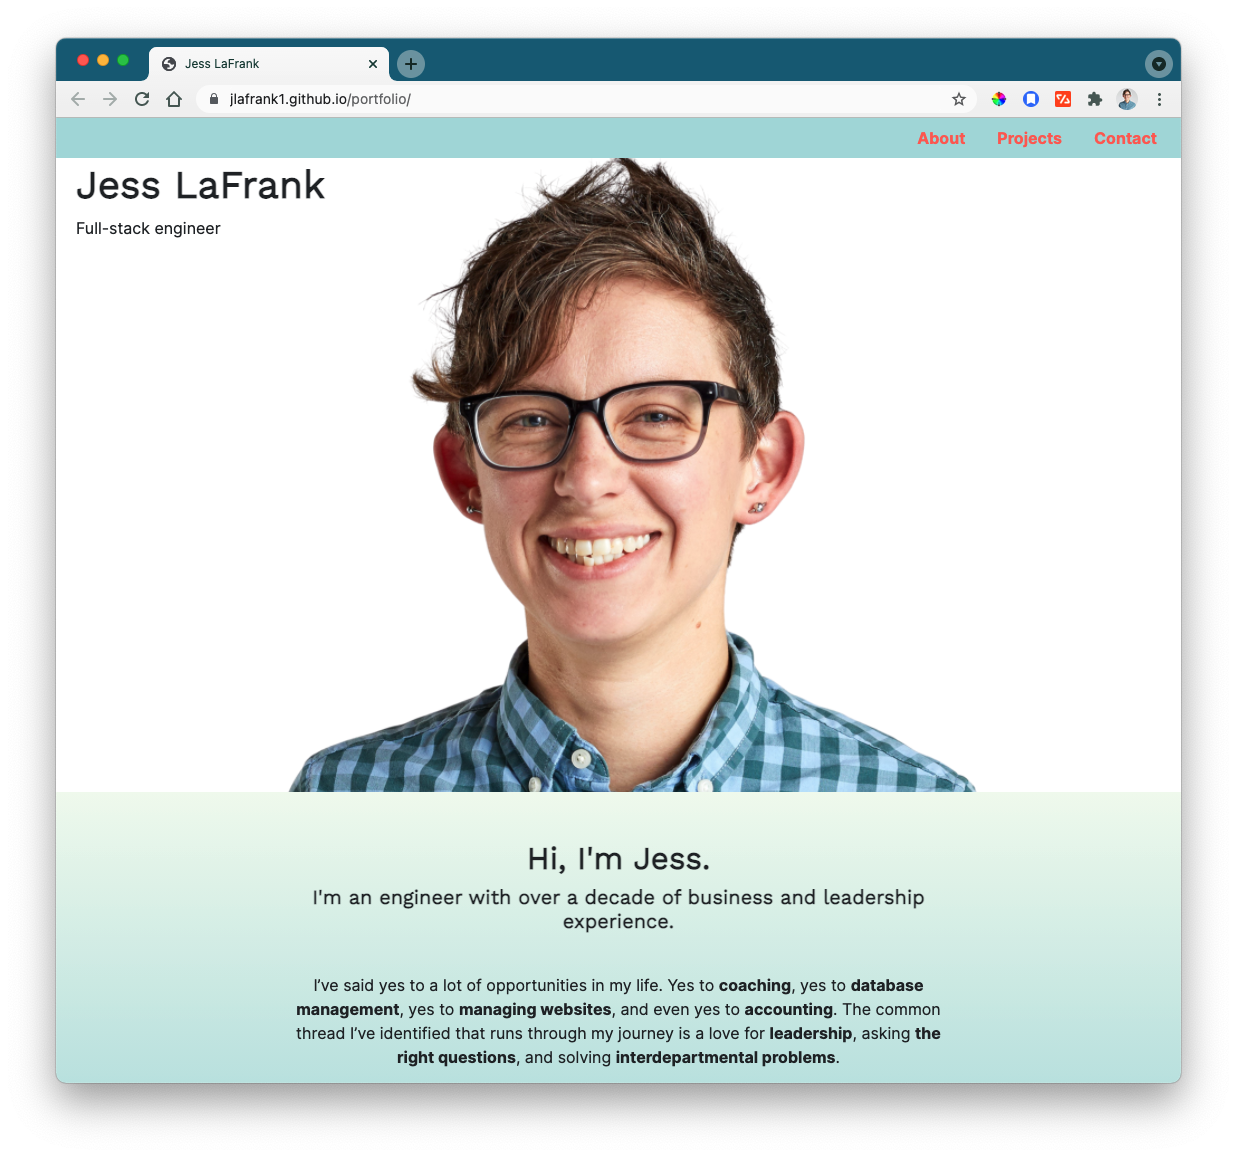 Jess LaFrank
jlafrank1.github.io/portfolio/
About Projects Contact
Jess LaFrank
Full-stack engineer
Hi, I'm Jess.
I'm an engineer with over a decade of business and leadership
experience.
I’ve said yes to a lot of opportunities in my life. Yes to coaching, yes to database
management, yes to managing websites, and even yes to accounting. The common
thread I’ve identified that runs through my journey is a love for leadership, asking the
right questions, and solving interdepartmental problems.